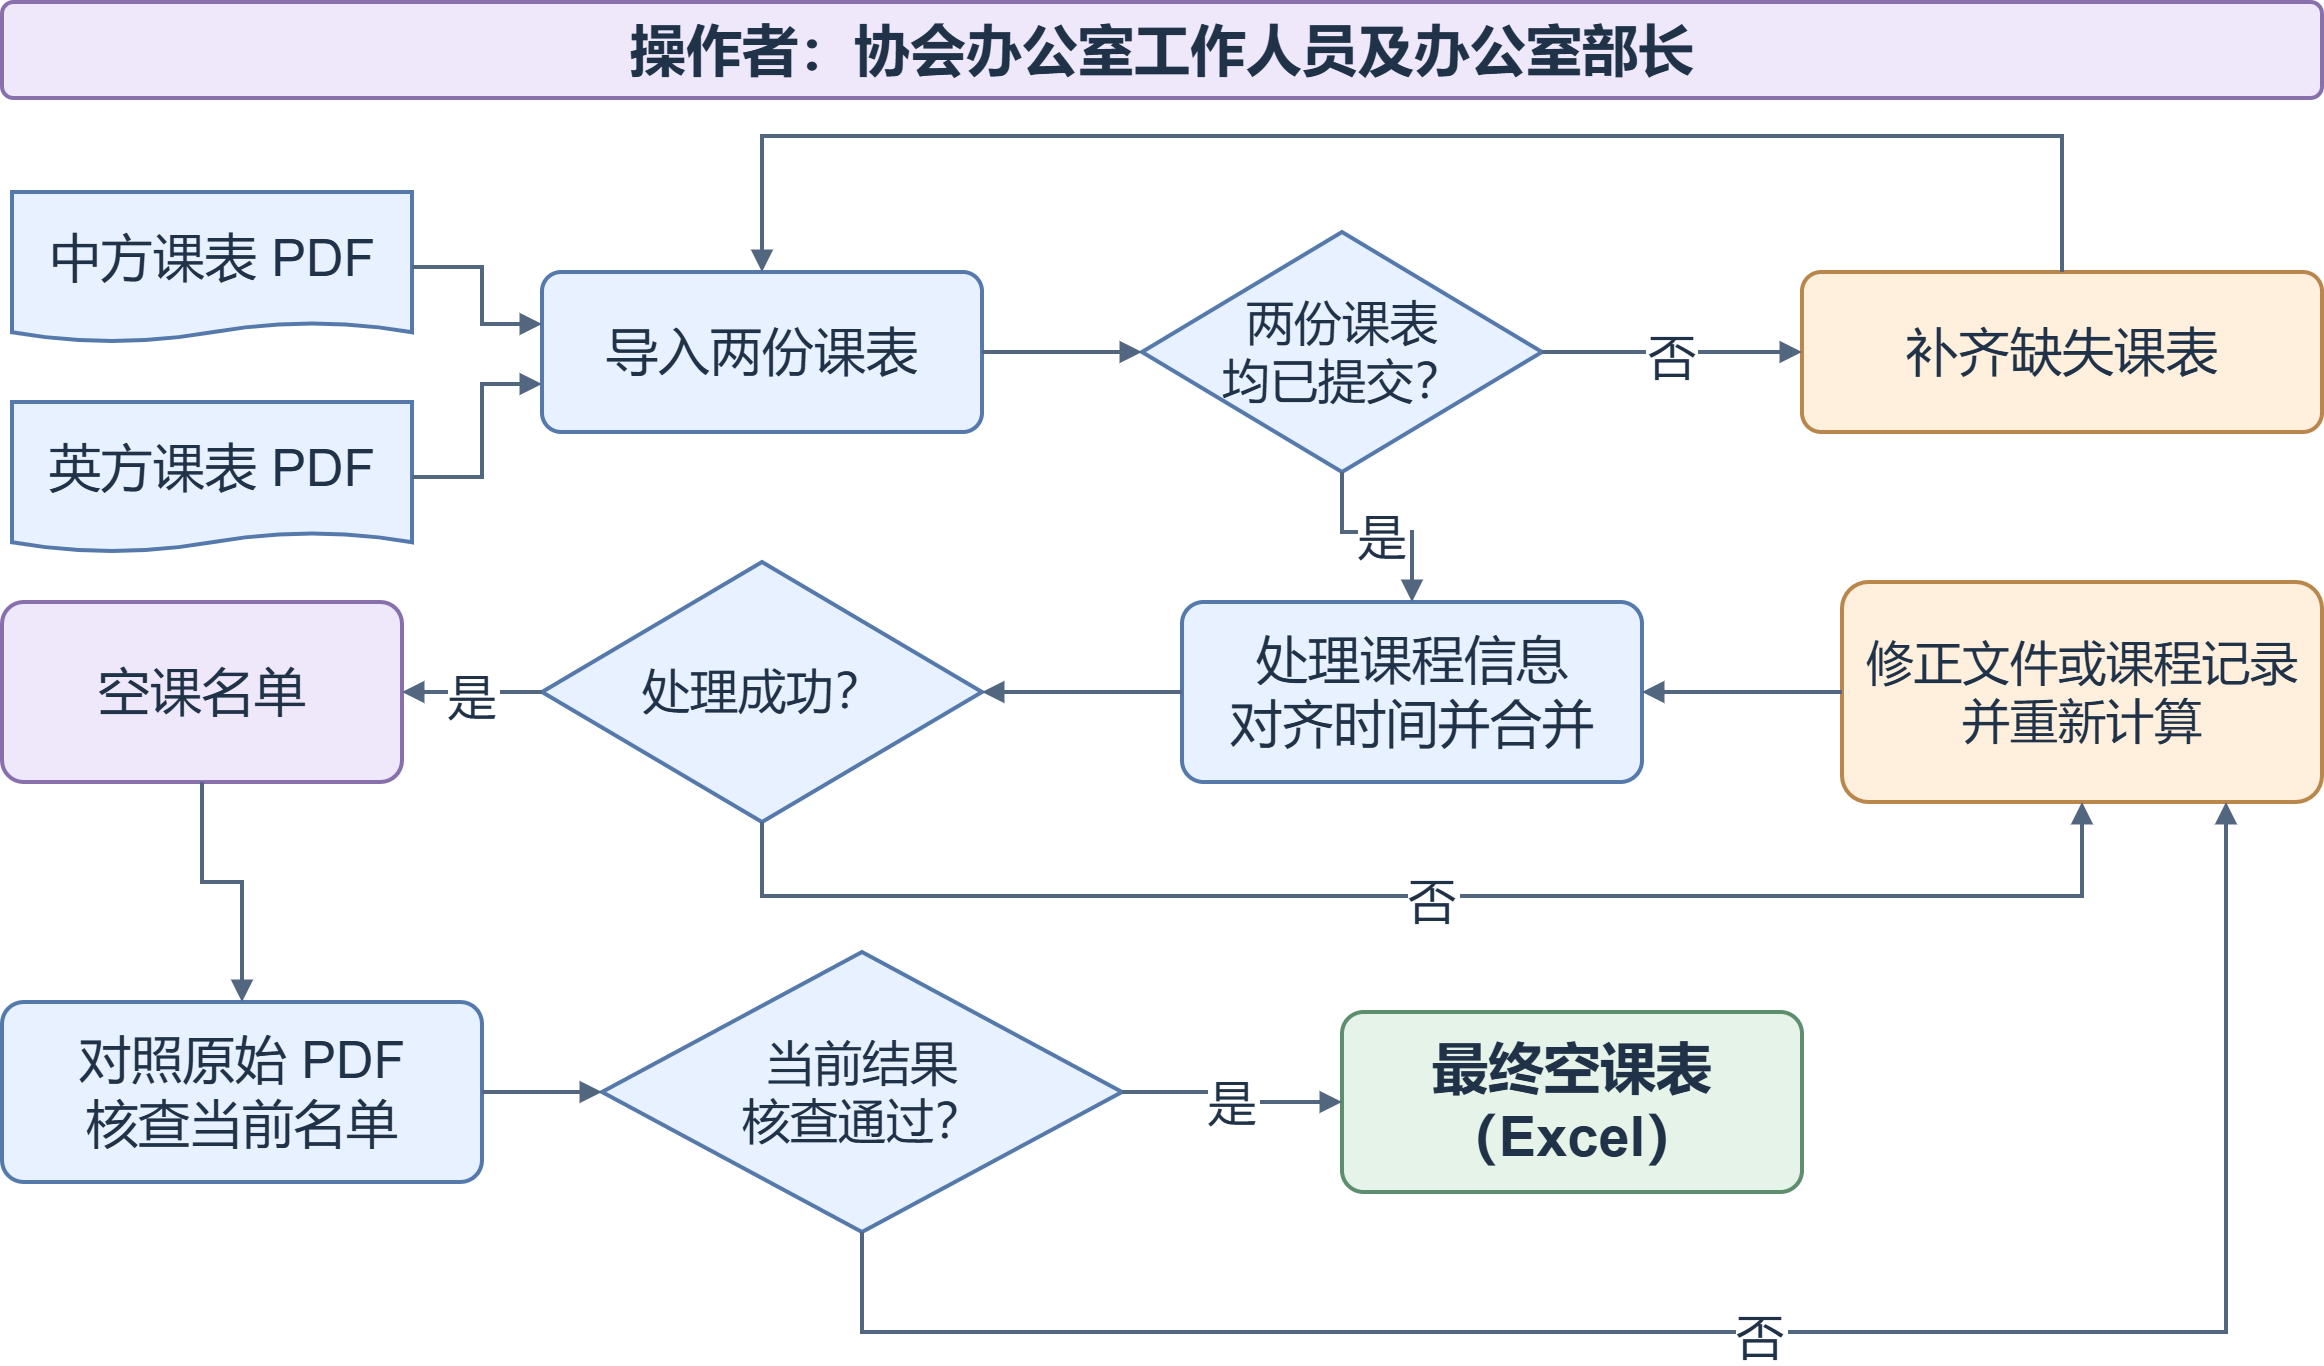 操作者：协会办公室工作人员及办公室部长
中方课表 PDF
英方课表 PDF
导入两份课表
两份课表
均已提交？
否
补齐缺失课表
是
空课名单
是
处理成功？
处理课程信息
对齐时间并合并
修正文件或课程记录
并重新计算
否
对照原始 PDF
核查当前名单
当前结果
核查通过？
是
最终空课表
（Excel）
否